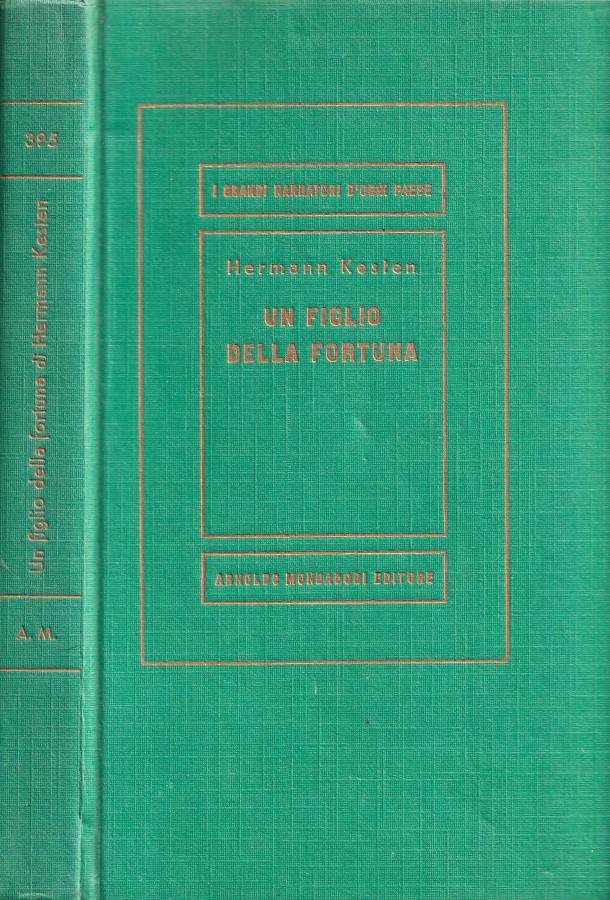 395
Un figlio della fortuna di Hermann Kesten
A. M.
I GRANDI NARRATORI D'OGNI PAESE
Hermann Kesten
UN FIGLIO
DELLA FORTUNA
ARNOLDO MONDADORI EDITORE